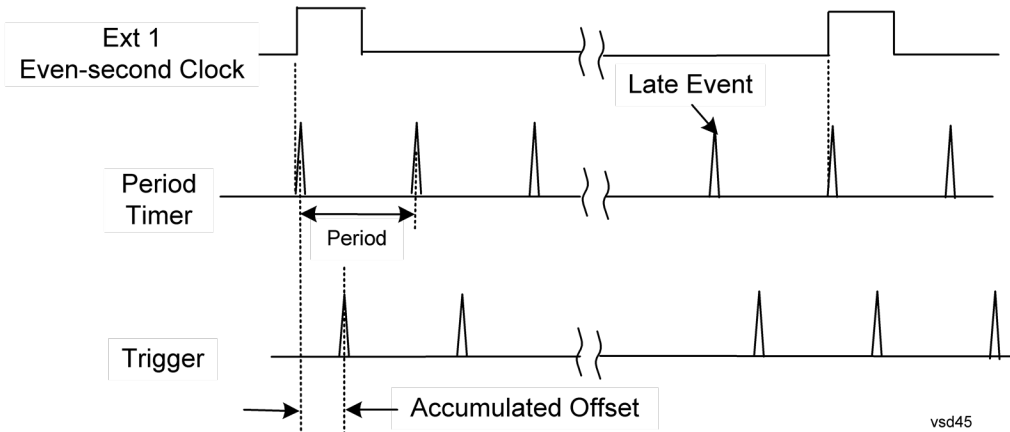 Ext 1
Even-second Clock
Late Event
Period
Timer
Period
Trigger
Accumulated Offset
vsd45